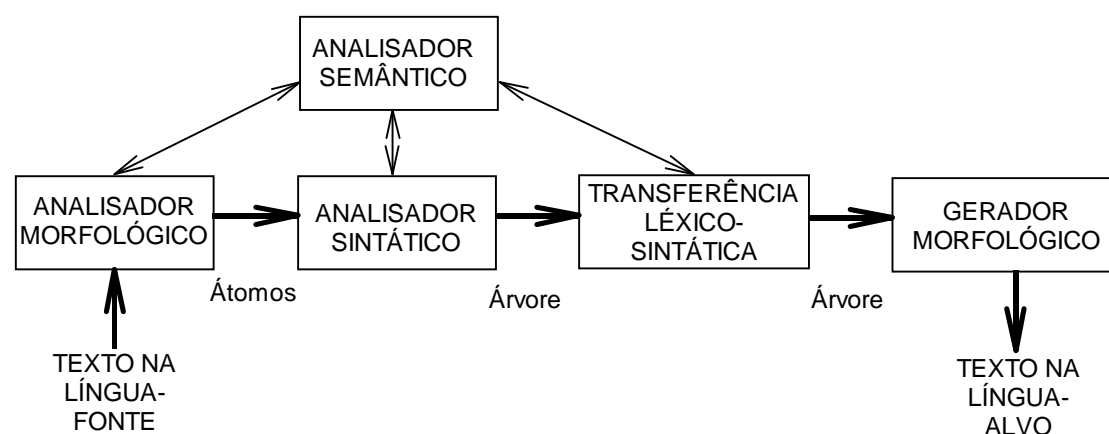 ANALISADOR
SEMÂNTICO
ANALISADOR
MORFOLÓGICO
ANALISADOR
SINTÁTICO
TRANSFERÊNCIA
LÉXICO-
SINTÁTICA
GERADOR
MORFOLÓGICO
Átomos
Árvore
Árvore
TEXTO NA
LÍNGUA-
FONTE
TEXTO NA
LÍNGUA-
ALVO